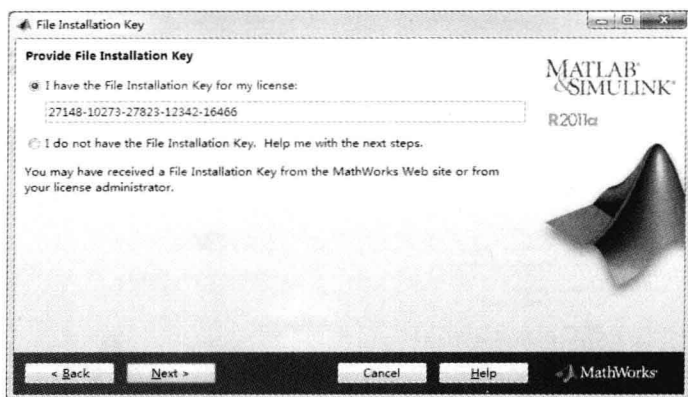 File Installation Key
Provide File Installation Key
I have the File Installation Key for my license:
27148-10273-27823-12342-16466
I do not have the File Installation Key. Help me with the next steps.
You may have received a File Installation Key from the MathWorks Web site or from
your license administrator.
MATLAB®
&SIMULINK®
R2011a
< Back
Next >
Cancel
Help
MathWorks®